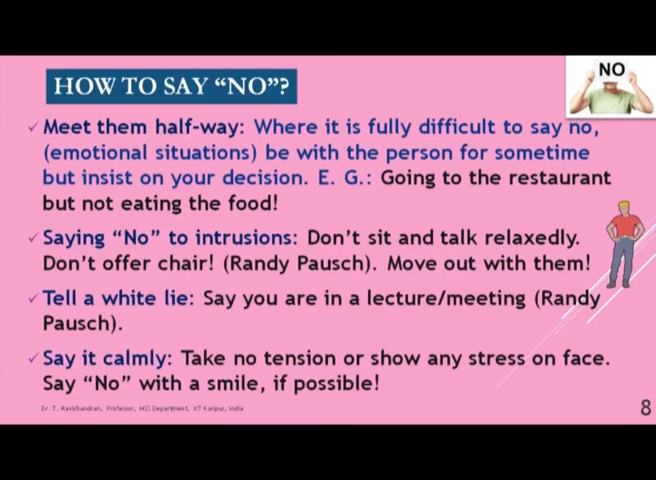 HOW TO SAY “NO”?
NO
✓ Meet them half-way: Where it is fully difficult to say no,
(emotional situations) be with the person for sometime
but insist on your decision. E. G.: Going to the restaurant
but not eating the food!
✓ Saying “No” to intrusions: Don’t sit and talk relaxedly.
Don’t offer chair! (Randy Pausch). Move out with them!
✓ Tell a white lie: Say you are in a lecture/meeting (Randy
Pausch).
✓ Say it calmly: Take no tension or show any stress on face.
Say “No” with a smile, if possible!
Dr. T. Ravichandran, Professor, HSS Department, IIT Kanpur, India
8